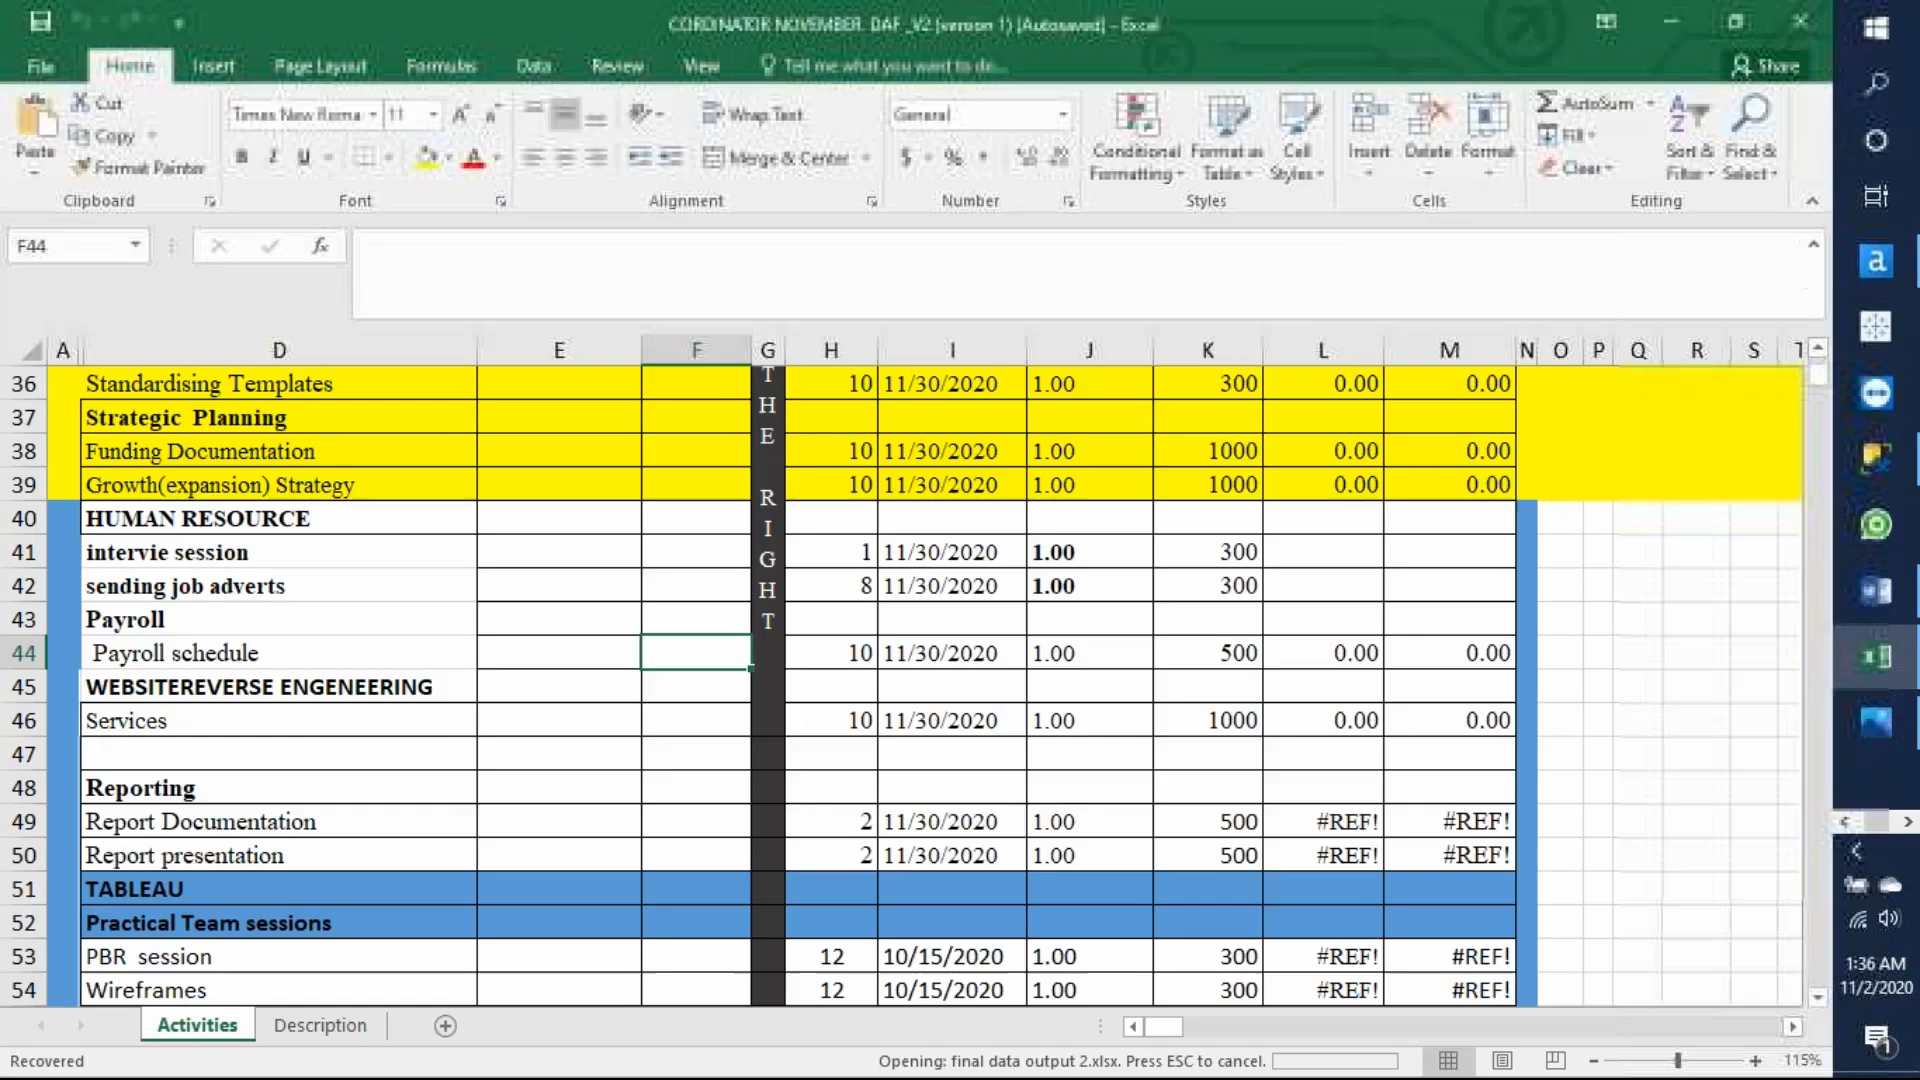 CORDINATOR NOVEMBER DAF _V2 (version 1) [Autosaved] - Excel
File Home Insert Page Layout Formulas Data Review View Tell me what you want to do... Share
Cut
Copy
Format Painter
Paste
Clipboard
Times New Roma 11
B I U
Font
Wrap Text
Merge & Center
Alignment
General
$ % ,
Number
Conditional Formatting
Format as Table
Cell Styles
Styles
Insert Delete Format
Cells
AutoSum
Fill
Clear
Sort & Filter
Find & Select
Editing
F44 fx
A D E F G H I J K L M N O P Q R S T
THE RIGHT
36 Standardising Templates 10 11/30/2020 1.00 300 0.00 0.00
37 Strategic Planning
38 Funding Documentation 10 11/30/2020 1.00 1000 0.00 0.00
39 Growth(expansion) Strategy 10 11/30/2020 1.00 1000 0.00 0.00
40 HUMAN RESOURCE
41 intervie session 1 11/30/2020 1.00 300
42 sending job adverts 8 11/30/2020 1.00 300
43 Payroll
44 Payroll schedule 10 11/30/2020 1.00 500 0.00 0.00
45 WEBSITEREVERSE ENGENEERING
46 Services 10 11/30/2020 1.00 1000 0.00 0.00
47
48 Reporting
49 Report Documentation 2 11/30/2020 1.00 500 #REF! #REF!
50 Report presentation 2 11/30/2020 1.00 500 #REF! #REF!
51 TABLEAU
52 Practical Team sessions
53 PBR session 12 10/15/2020 1.00 300 #REF! #REF!
54 Wireframes 12 10/15/2020 1.00 300 #REF! #REF!
Activities Description
Recovered Opening: final data output 2.xlsx. Press ESC to cancel. 115%
1:36 AM
11/2/2020
1